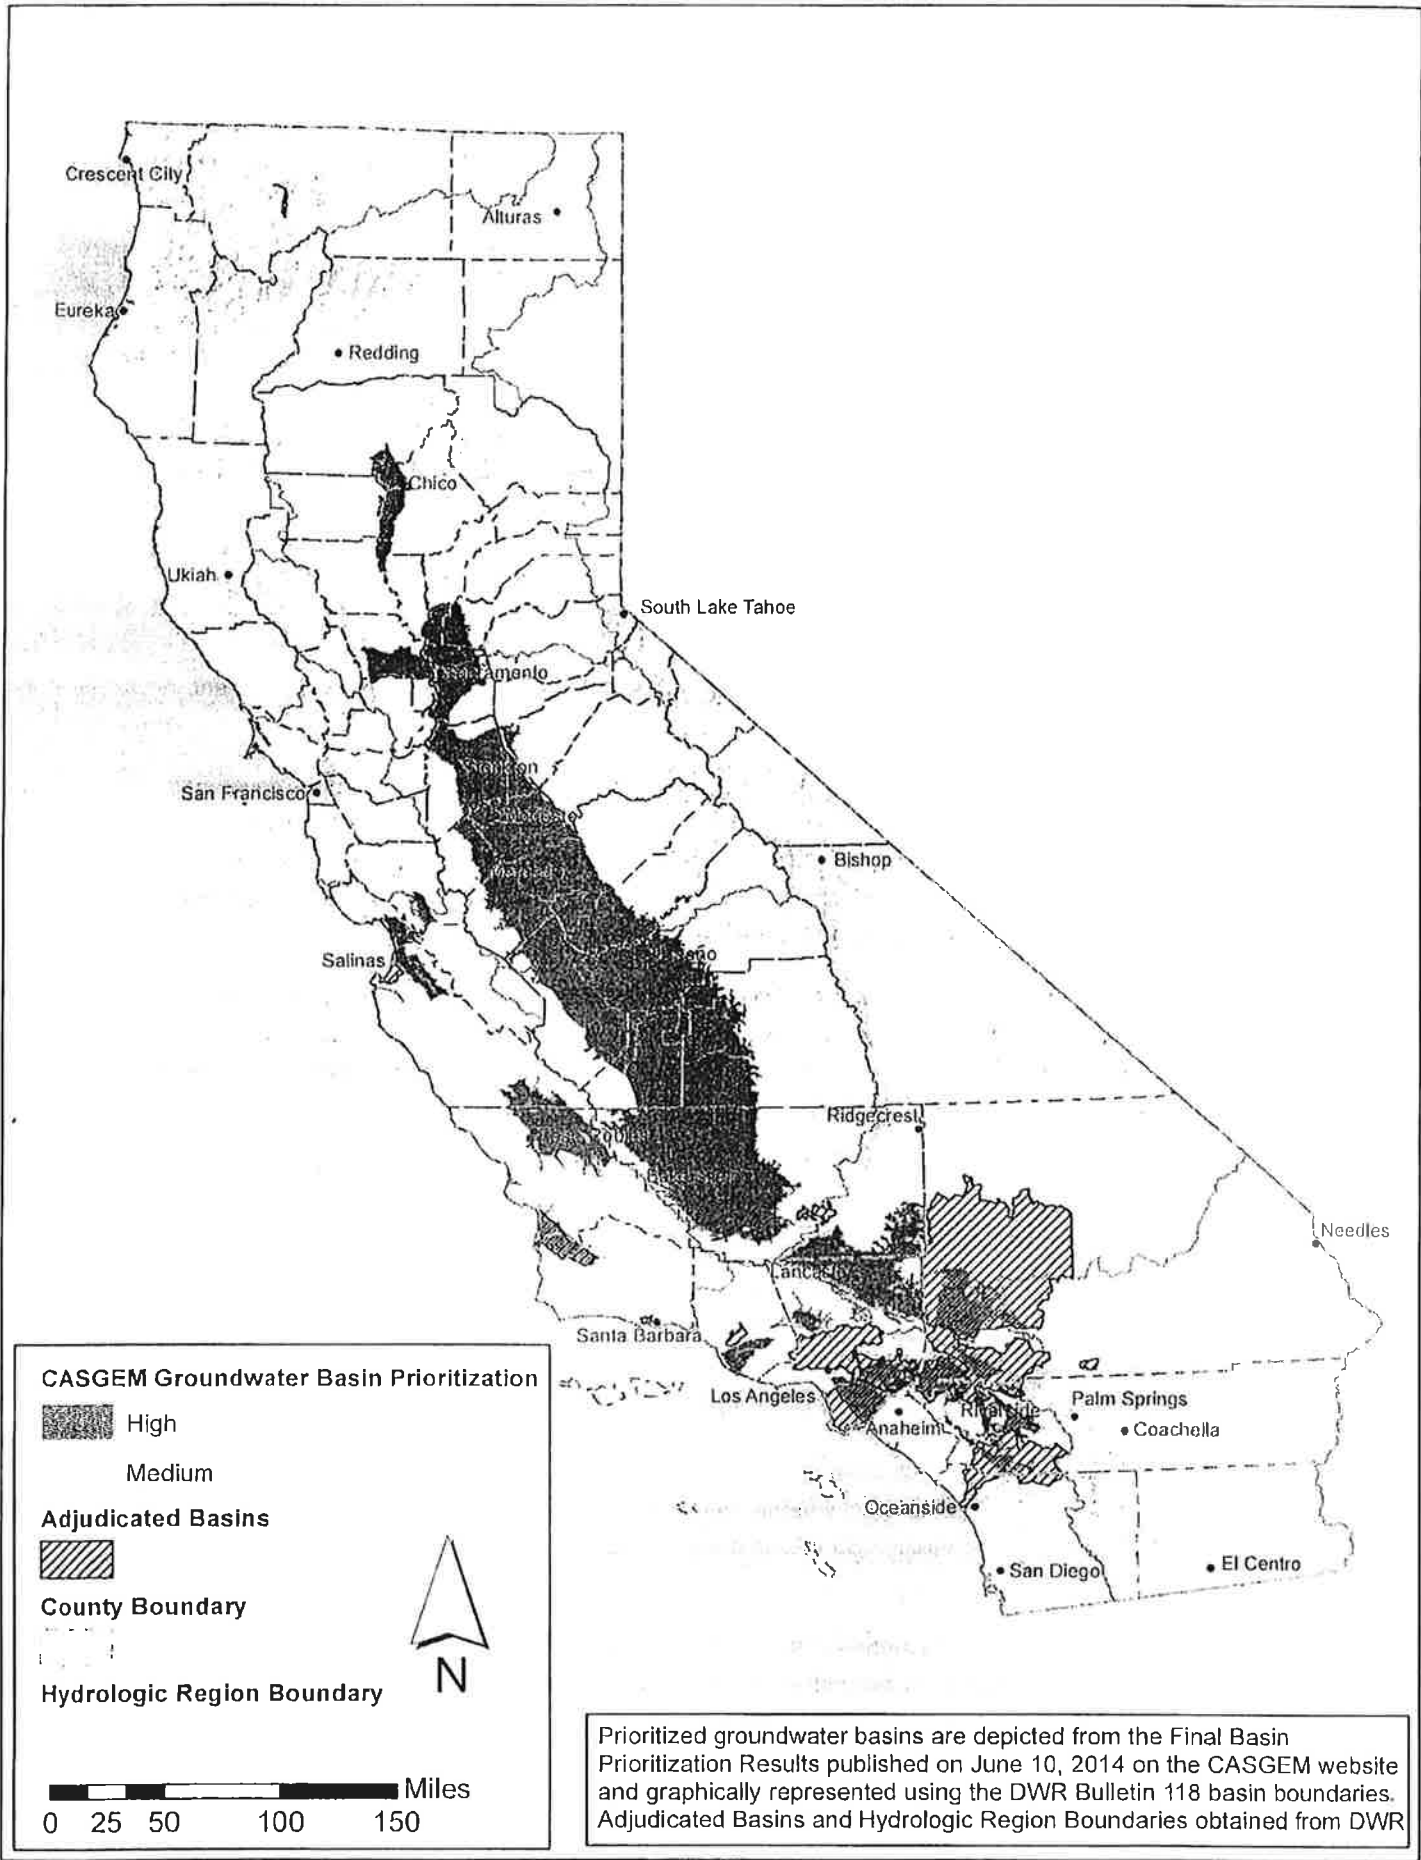 Crescent City
Alturas
Eureka
Redding
Chico
Ukiah
South Lake Tahoe
San Francisco
Bishop
Salinas
Ridgecrest
Needles
Lancaster
Santa Barbara
Los Angeles
Palm Springs
Riverside
Anaheim
Coachella
Oceanside
San Diego
El Centro
CASGEM Groundwater Basin Prioritization
High
Medium
Adjudicated Basins
County Boundary
Hydrologic Region Boundary
N
Miles
0 25 50 100 150
Prioritized groundwater basins are depicted from the Final Basin
Prioritization Results published on June 10, 2014 on the CASGEM website
and graphically represented using the DWR Bulletin 118 basin boundaries.
Adjudicated Basins and Hydrologic Region Boundaries obtained from DWR